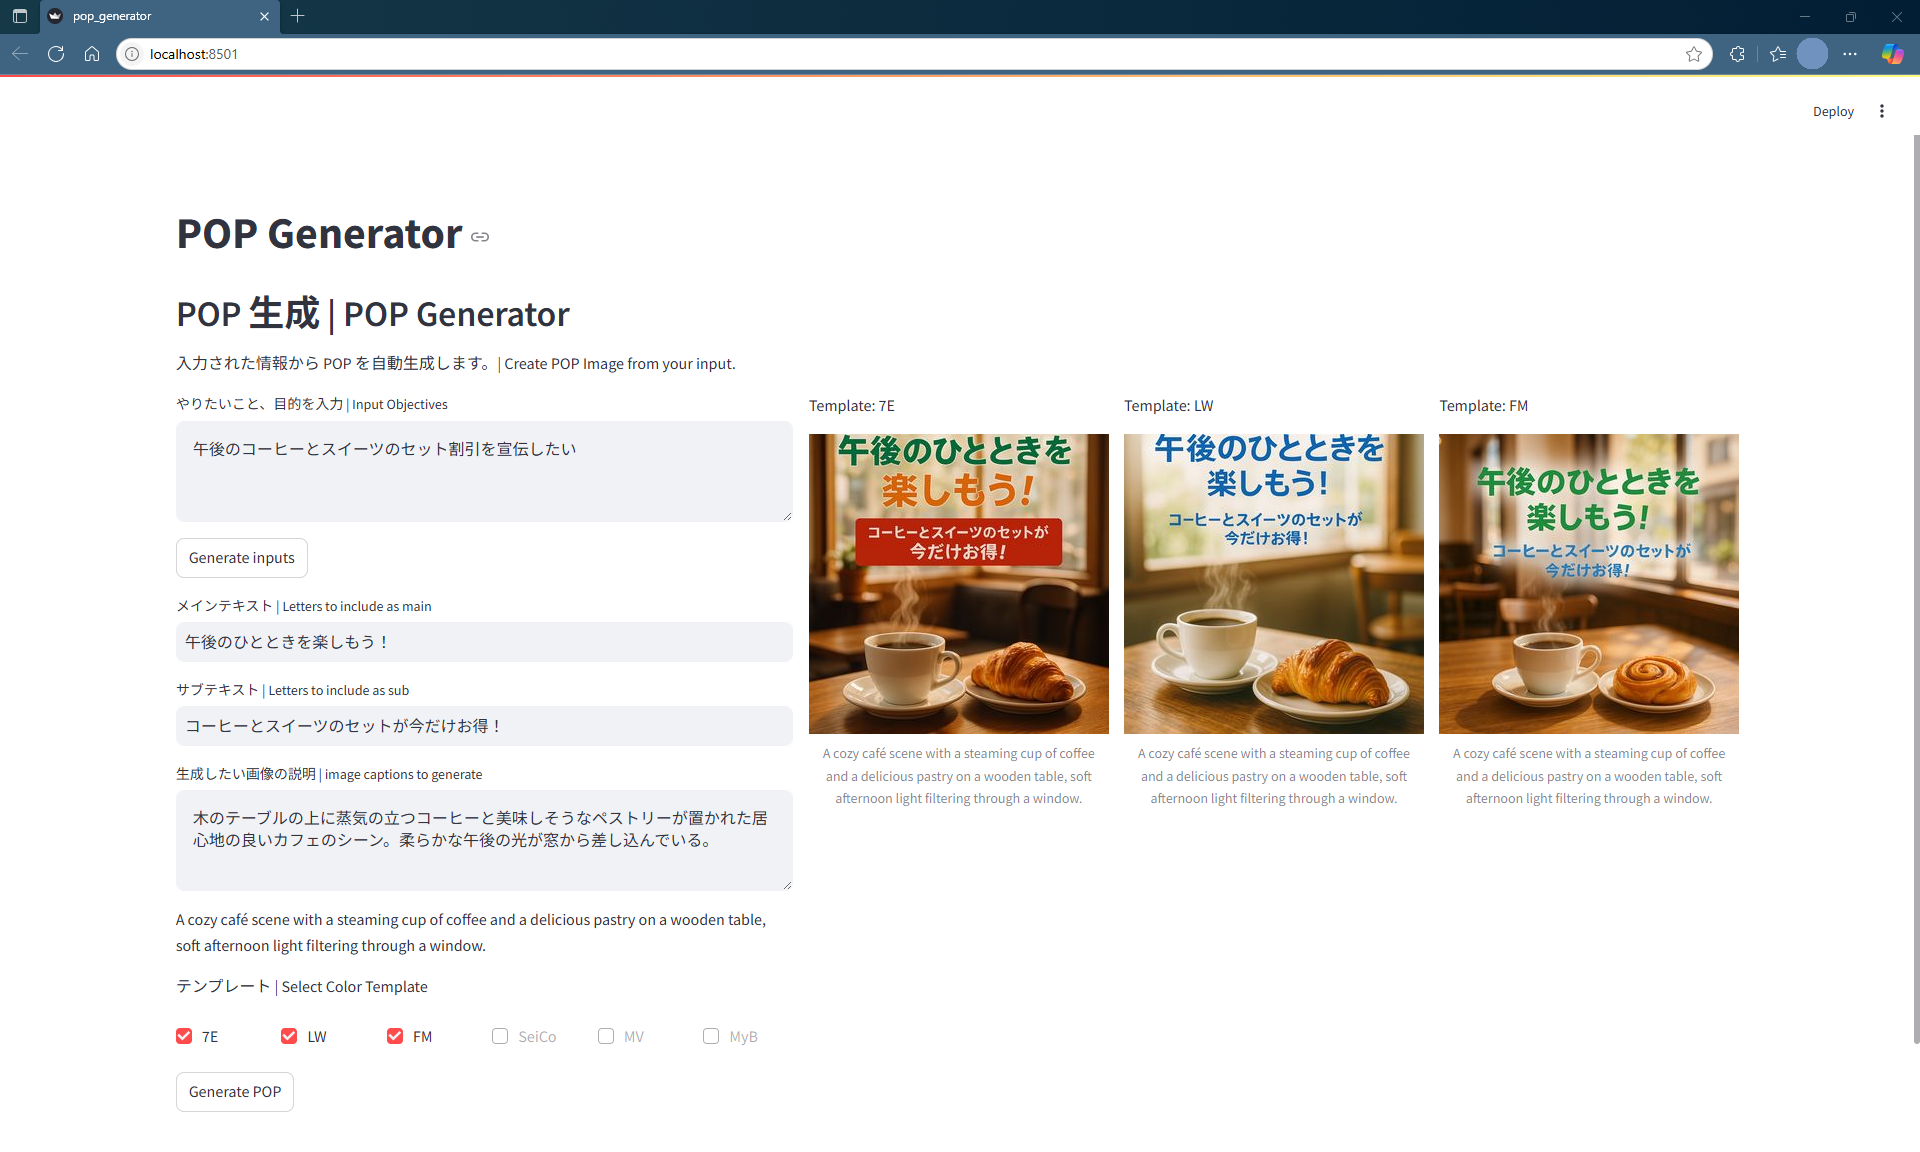 pop_generator
localhost:8501
Deploy
POP Generator
POP 生成 | POP Generator
入力された情報から POP を自動生成します。 | Create POP Image from your input.
やりたいこと、目的を入力 | Input Objectives
午後のコーヒーとスイーツのセット割引を宣伝したい
Generate inputs
メインテキスト | Letters to include as main
午後のひとときを楽しもう！
サブテキスト | Letters to include as sub
コーヒーとスイーツのセットが今だけお得！
生成したい画像の説明 | image captions to generate
木のテーブルの上に蒸気の立つコーヒーと美味しそうなペストリーが置かれた居
心地の良いカフェのシーン。柔らかな午後の光が窓から差し込んでいる。
A cozy café scene with a steaming cup of coffee and a delicious pastry on a wooden table,
soft afternoon light filtering through a window.
テンプレート | Select Color Template
7E LW FM SeiCo MV MyB
Generate POP
Template: 7E
午後のひとときを
楽しもう!
コーヒーとスイーツのセットが
今だけお得!
A cozy café scene with a steaming cup of coffee
and a delicious pastry on a wooden table, soft
afternoon light filtering through a window.
Template: LW
午後のひとときを
楽しもう!
コーヒーとスイーツのセットが
今だけお得!
A cozy café scene with a steaming cup of coffee
and a delicious pastry on a wooden table, soft
afternoon light filtering through a window.
Template: FM
午後のひとときを
楽しもう!
コーヒーとスイーツのセットが
今だけお得!
A cozy café scene with a steaming cup of coffee
and a delicious pastry on a wooden table, soft
afternoon light filtering through a window.